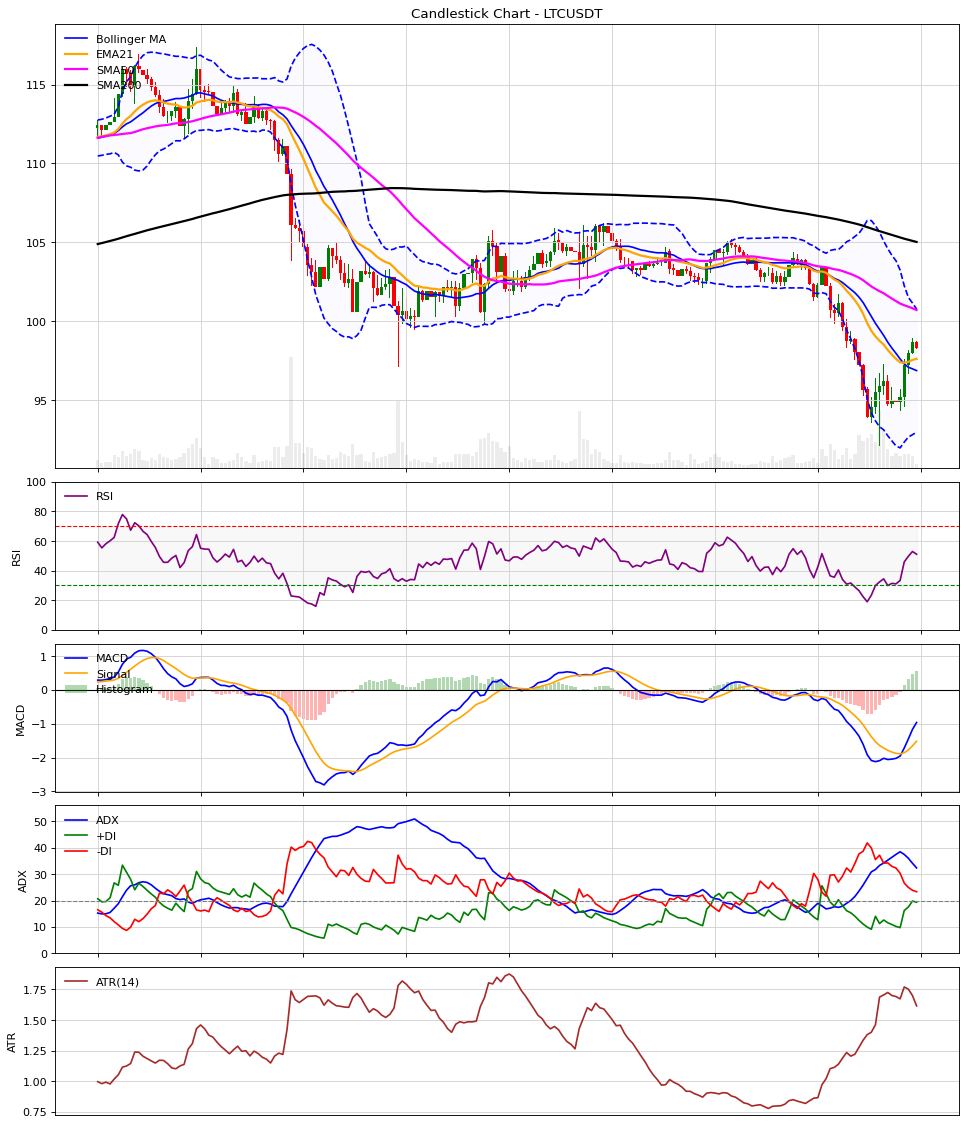 Candlestick Chart - LTCUSDT
Bollinger MA
EMA21
SMA50
SMA200
115
110
105
100
95
RSI
100
80
60
40
20
0
RSI
MACD
Signal
Histogram
1
0
−1
−2
−3
MACD
ADX
+DI
-DI
50
40
30
20
10
0
ADX
ATR(14)
1.75
1.50
1.25
1.00
0.75
ATR